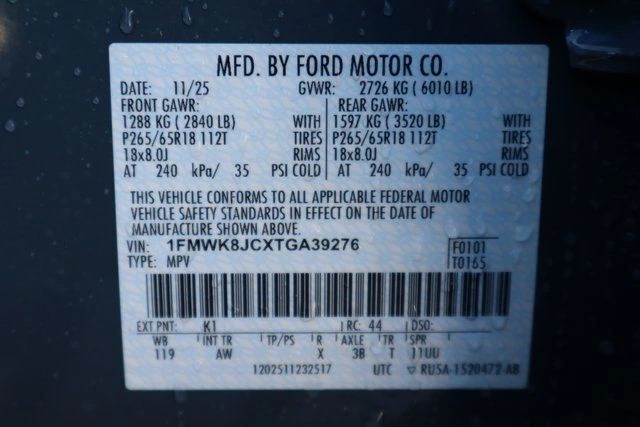 MFD. BY FORD MOTOR CO.
DATE: 11/25 GVWR: 2726 KG ( 6010 LB)
FRONT GAWR: REAR GAWR:
1288 KG ( 2840 LB) WITH 1597 KG ( 3520 LB) WITH
P265/65R18 112T TIRES P265/65R18 112T TIRES
18x8.0J RIMS 18x8.0J RIMS
AT 240 kPa/ 35 PSI COLD AT 240 kPa/ 35 PSI COLD
THIS VEHICLE CONFORMS TO ALL APPLICABLE FEDERAL MOTOR
VEHICLE SAFETY STANDARDS IN EFFECT ON THE DATE OF
MANUFACTURE SHOWN ABOVE.
VIN: 1FMWK8JCXTGA39276 F0101
TYPE: MPV T0165
EXT PNT: K1 RC: 44 DSO:
WB INT TR TP/PS R AXLE TR SPR
119 AW X 3B T 11UU
1202511232517 UTC ▽ RUSA-1520472-AB